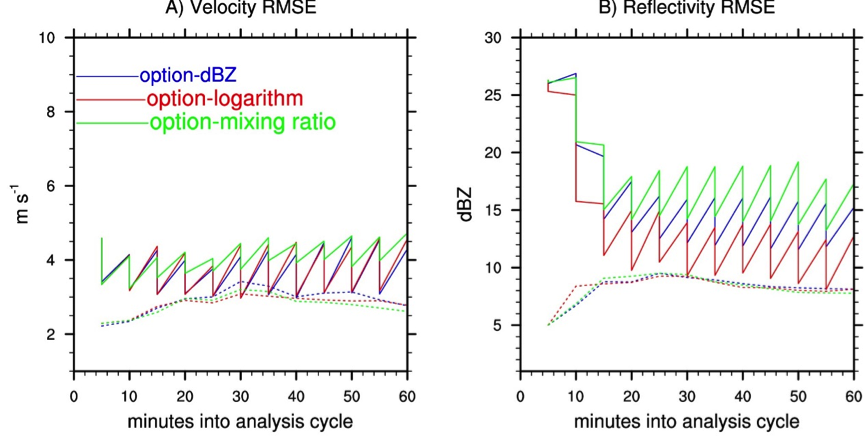 A) Velocity RMSE
B) Reflectivity RMSE
10
8
6
4
2
m s⁻¹
option-dBZ
option-logarithm
option-mixing ratio
0 10 20 30 40 50 60
minutes into analysis cycle
30
25
20
15
10
5
dBZ
0 10 20 30 40 50 60
minutes into analysis cycle